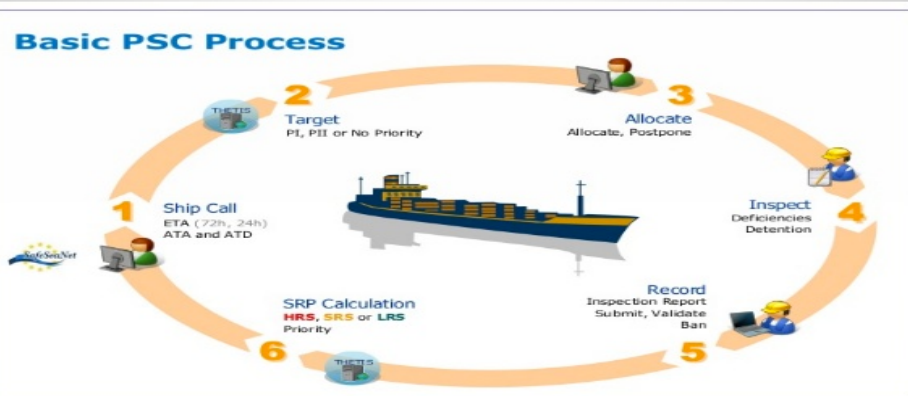 Basic PSC Process
1
Ship Call
ETA (72h, 24h)
ATA and ATD
SafeSeaNet
2
THETIS
Target
PI, PII or No Priority
3
Allocate
Allocate, Postpone
4
Inspect
Deficiencies
Detention
5
Record
Inspection Report
Submit, Validate
Ban
6
THETIS
SRP Calculation
HRS, SRS or LRS
Priority